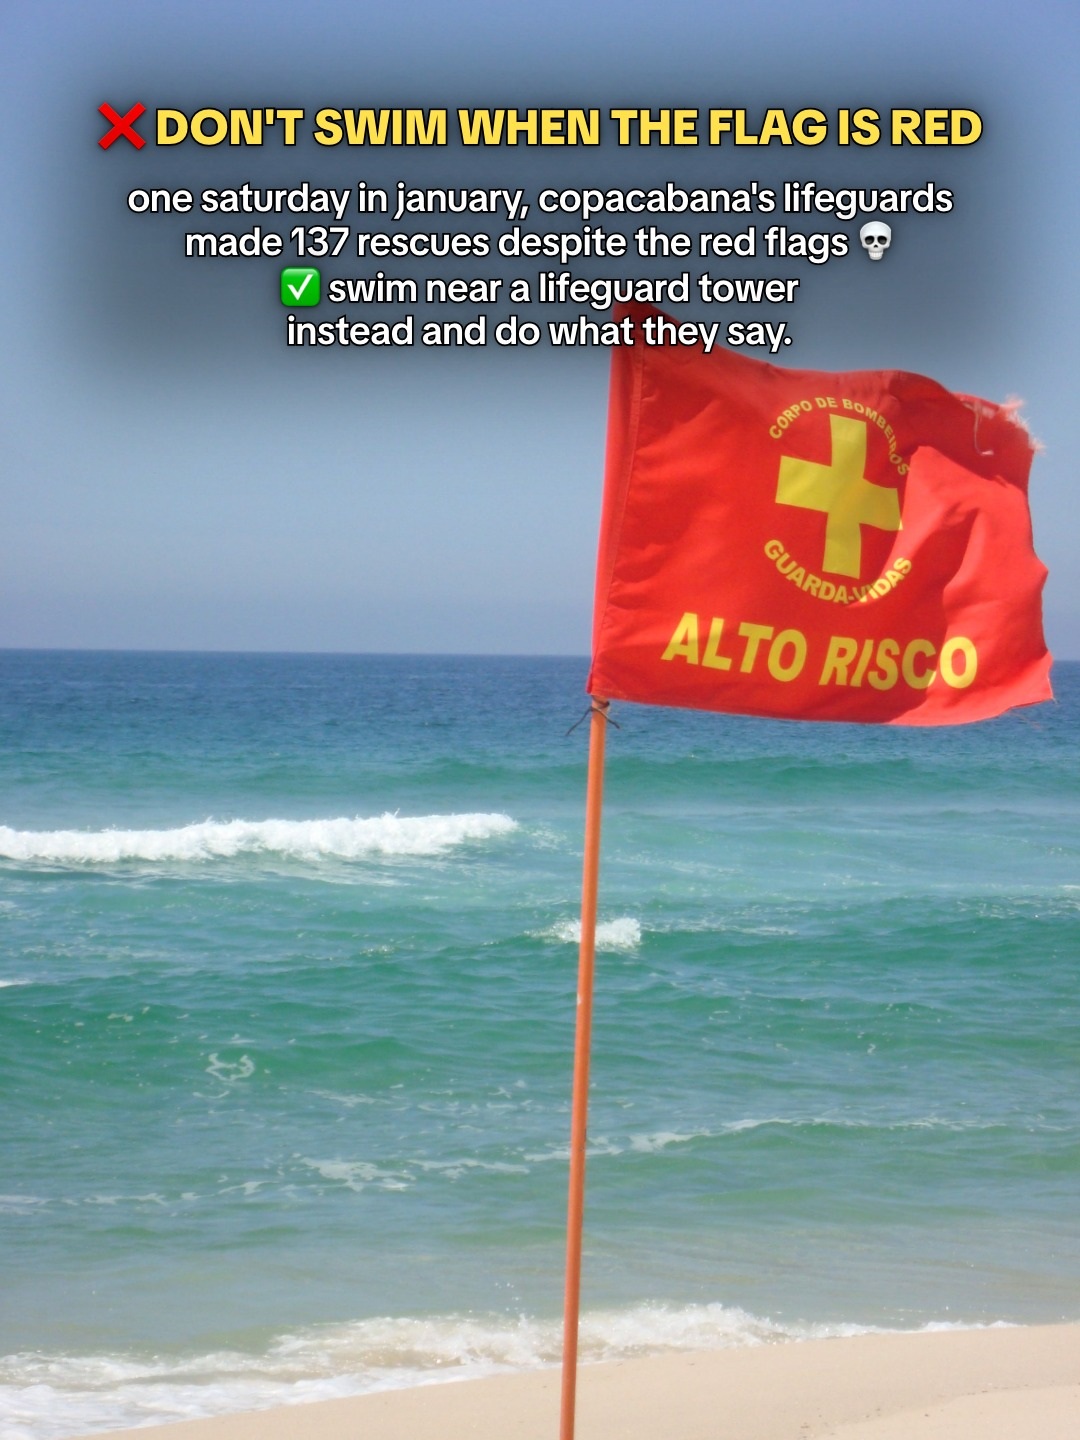 ❌ DON'T SWIM WHEN THE FLAG IS RED
one saturday in january, copacabana's lifeguards
made 137 rescues despite the red flags 💀
✅ swim near a lifeguard tower
instead and do what they say.
CORPO DE BOMBEIROS
GUARDA-VIDAS
ALTO RISCO